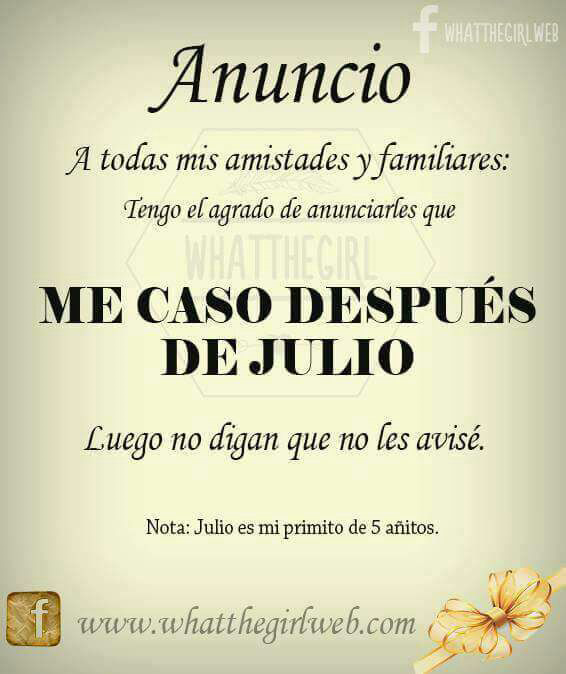 f WHATTHEGIRLWEB
Anuncio
A todas mis amistades y familiares:
Tengo el agrado de anunciarles que
WHATTHEGIRL
ME CASO DESPUÉS
DE JULIO
Luego no digan que no les avisé.
Nota: Julio es mi primito de 5 añitos.
f www.whatthegirlweb.com